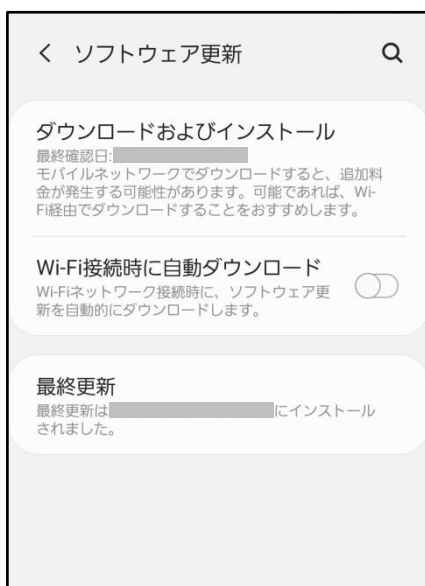 ソフトウェア更新
ダウンロードおよびインストール
最終確認日:
モバイルネットワークでダウンロードすると、追加料
金が発生する可能性があります。可能であれば、Wi-
Fi経由でダウンロードすることをおすすめします。
Wi-Fi接続時に自動ダウンロード
Wi-Fiネットワーク接続時に、ソフトウェア更
新を自動的にダウンロードします。
最終更新
最終更新は にインストール
されました。